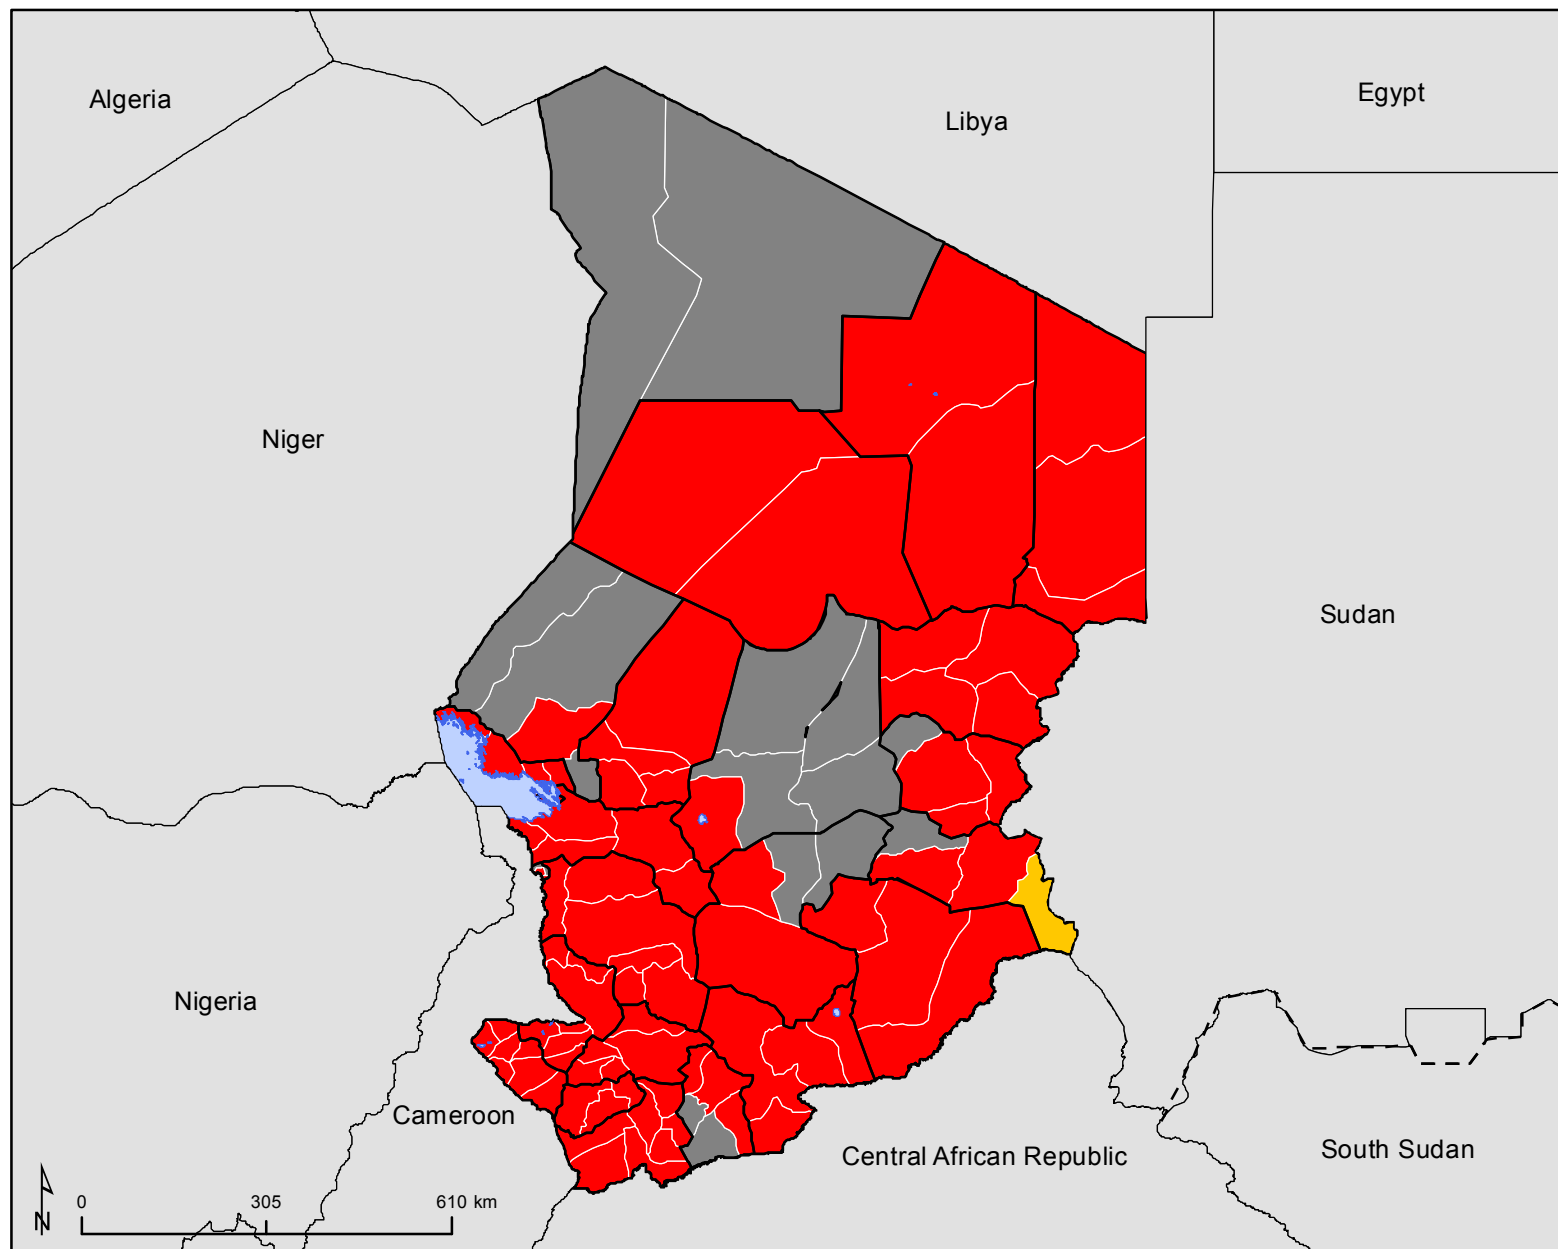 Algeria
Libya
Egypt
Niger
Sudan
Nigeria
Cameroon
Central African Republic
South Sudan
N
0 305 610 km